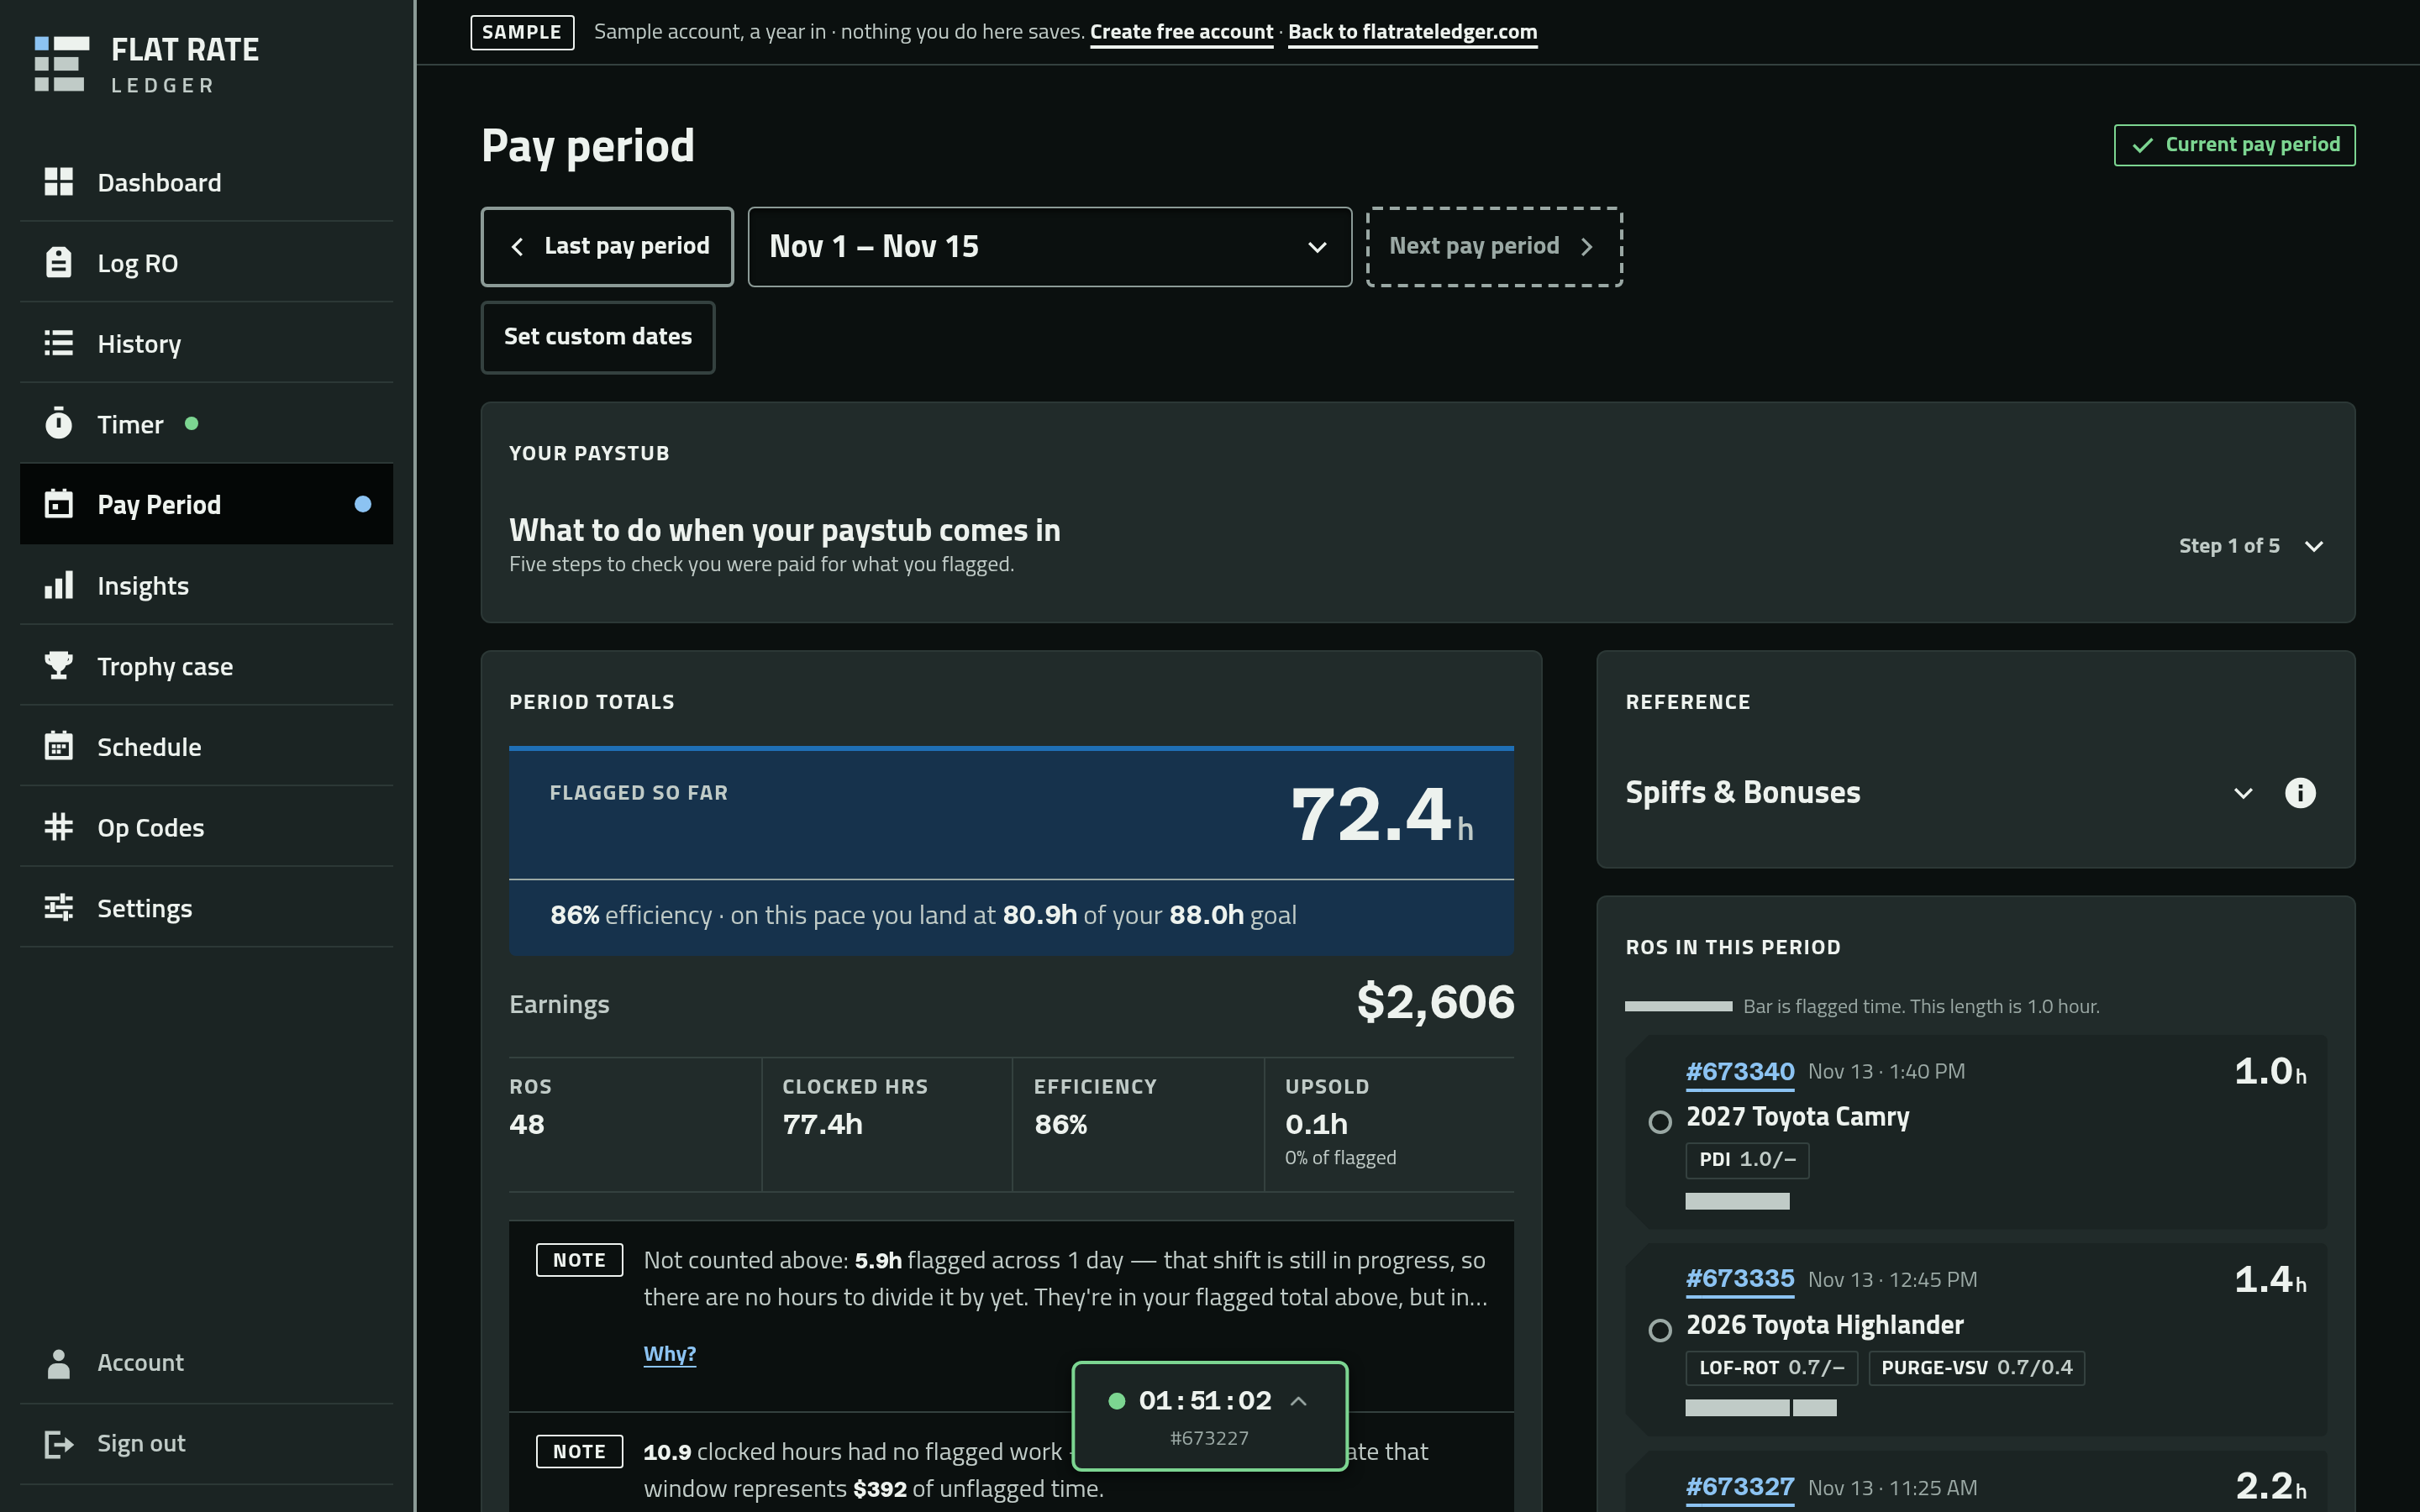 FLAT RATE
LEDGER
Dashboard
Log RO
History
Timer
Pay Period
Insights
Trophy case
Schedule
Op Codes
Settings
Account
Sign out
SAMPLE Sample account, a year in · nothing you do here saves. Create free account · Back to flatrateledger.com
Pay period
Current pay period
Last pay period
Nov 1 – Nov 15
Next pay period
Set custom dates
YOUR PAYSTUB
What to do when your paystub comes in
Five steps to check you were paid for what you flagged.
Step 1 of 5
PERIOD TOTALS
FLAGGED SO FAR
72.4h
86% efficiency · on this pace you land at 80.9h of your 88.0h goal
Earnings
$2,606
ROS
48
CLOCKED HRS
77.4h
EFFICIENCY
86%
UPSOLD
0.1h
0% of flagged
NOTE Not counted above: 5.9h flagged across 1 day — that shift is still in progress, so
there are no hours to divide it by yet. They're in your flagged total above, but in…
Why?
NOTE 10.9 clocked hours had no flagged work
ate that
window represents $392 of unflagged time.
01:51:02
#673227
REFERENCE
Spiffs & Bonuses
ROS IN THIS PERIOD
Bar is flagged time. This length is 1.0 hour.
#673340 Nov 13 · 1:40 PM
1.0h
2027 Toyota Camry
PDI 1.0/–
#673335 Nov 13 · 12:45 PM
1.4h
2026 Toyota Highlander
LOF-ROT 0.7/– PURGE-VSV 0.7/0.4
#673327 Nov 13 · 11:25 AM
2.2h